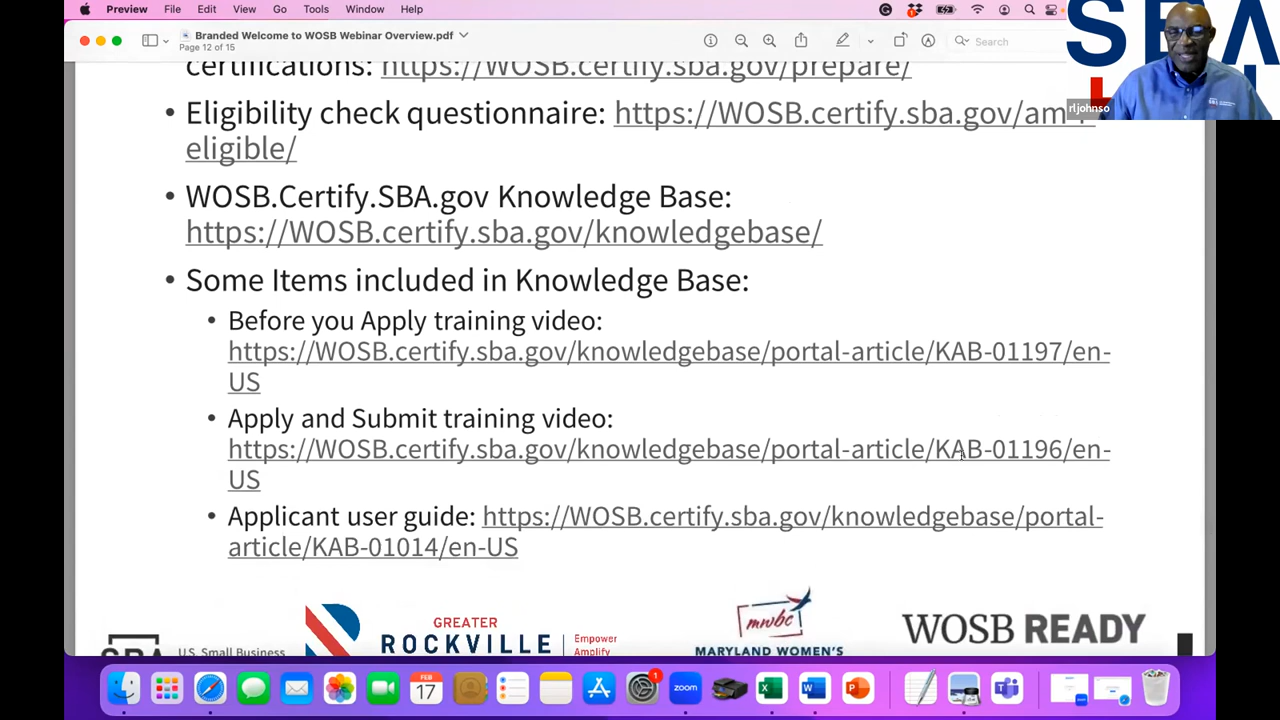 Preview File Edit View Go Tools Window Help
Branded Welcome to WOSB Webinar Overview.pdf
Page 12 of 15
Search
SBA
rljohnso
certifications: https://WOSB.certify.sba.gov/prepare/
• Eligibility check questionnaire: https://WOSB.certify.sba.gov/am-i-
eligible/
• WOSB.Certify.SBA.gov Knowledge Base:
https://WOSB.certify.sba.gov/knowledgebase/
• Some Items included in Knowledge Base:
• Before you Apply training video:
https://WOSB.certify.sba.gov/knowledgebase/portal-article/KAB-01197/en-
US
• Apply and Submit training video:
https://WOSB.certify.sba.gov/knowledgebase/portal-article/KAB-01196/en-
US
• Applicant user guide: https://WOSB.certify.sba.gov/knowledgebase/portal-
article/KAB-01014/en-US
SBA U.S. Small Business
GREATER
ROCKVILLE
Empower
Amplify
mwbc
MARYLAND WOMEN'S
WOSB READY
FEB
17
1
zoom